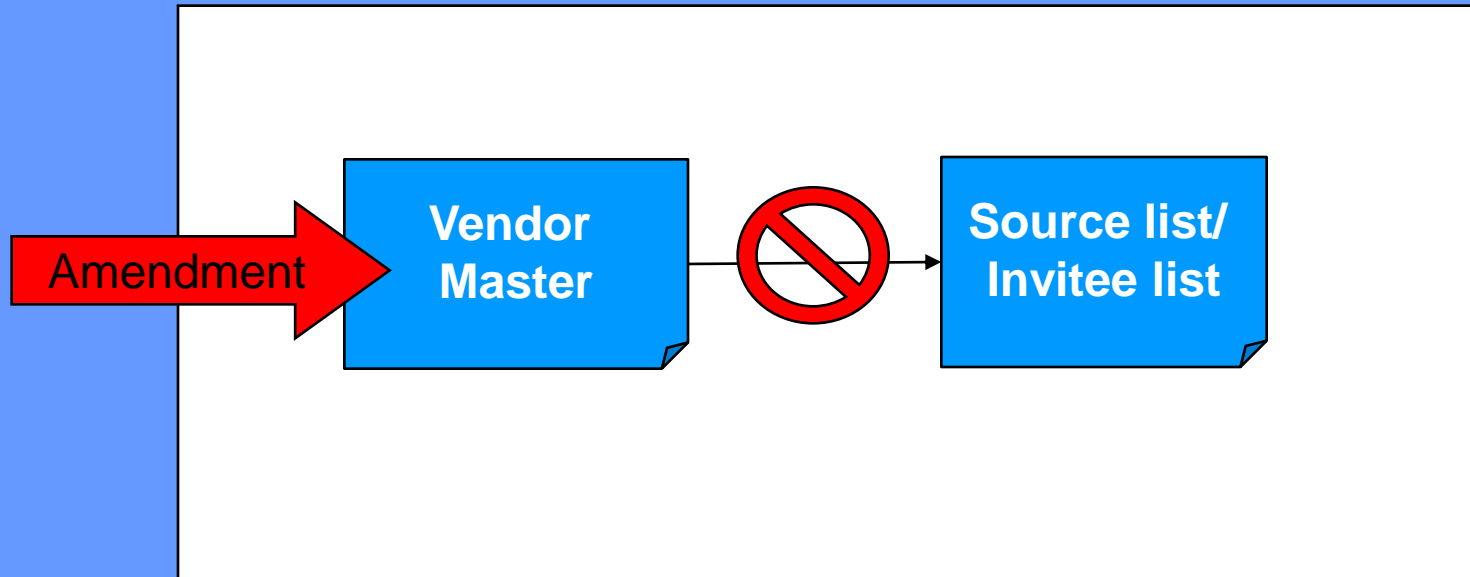 Amendment
Vendor
Master
Source list/
Invitee list